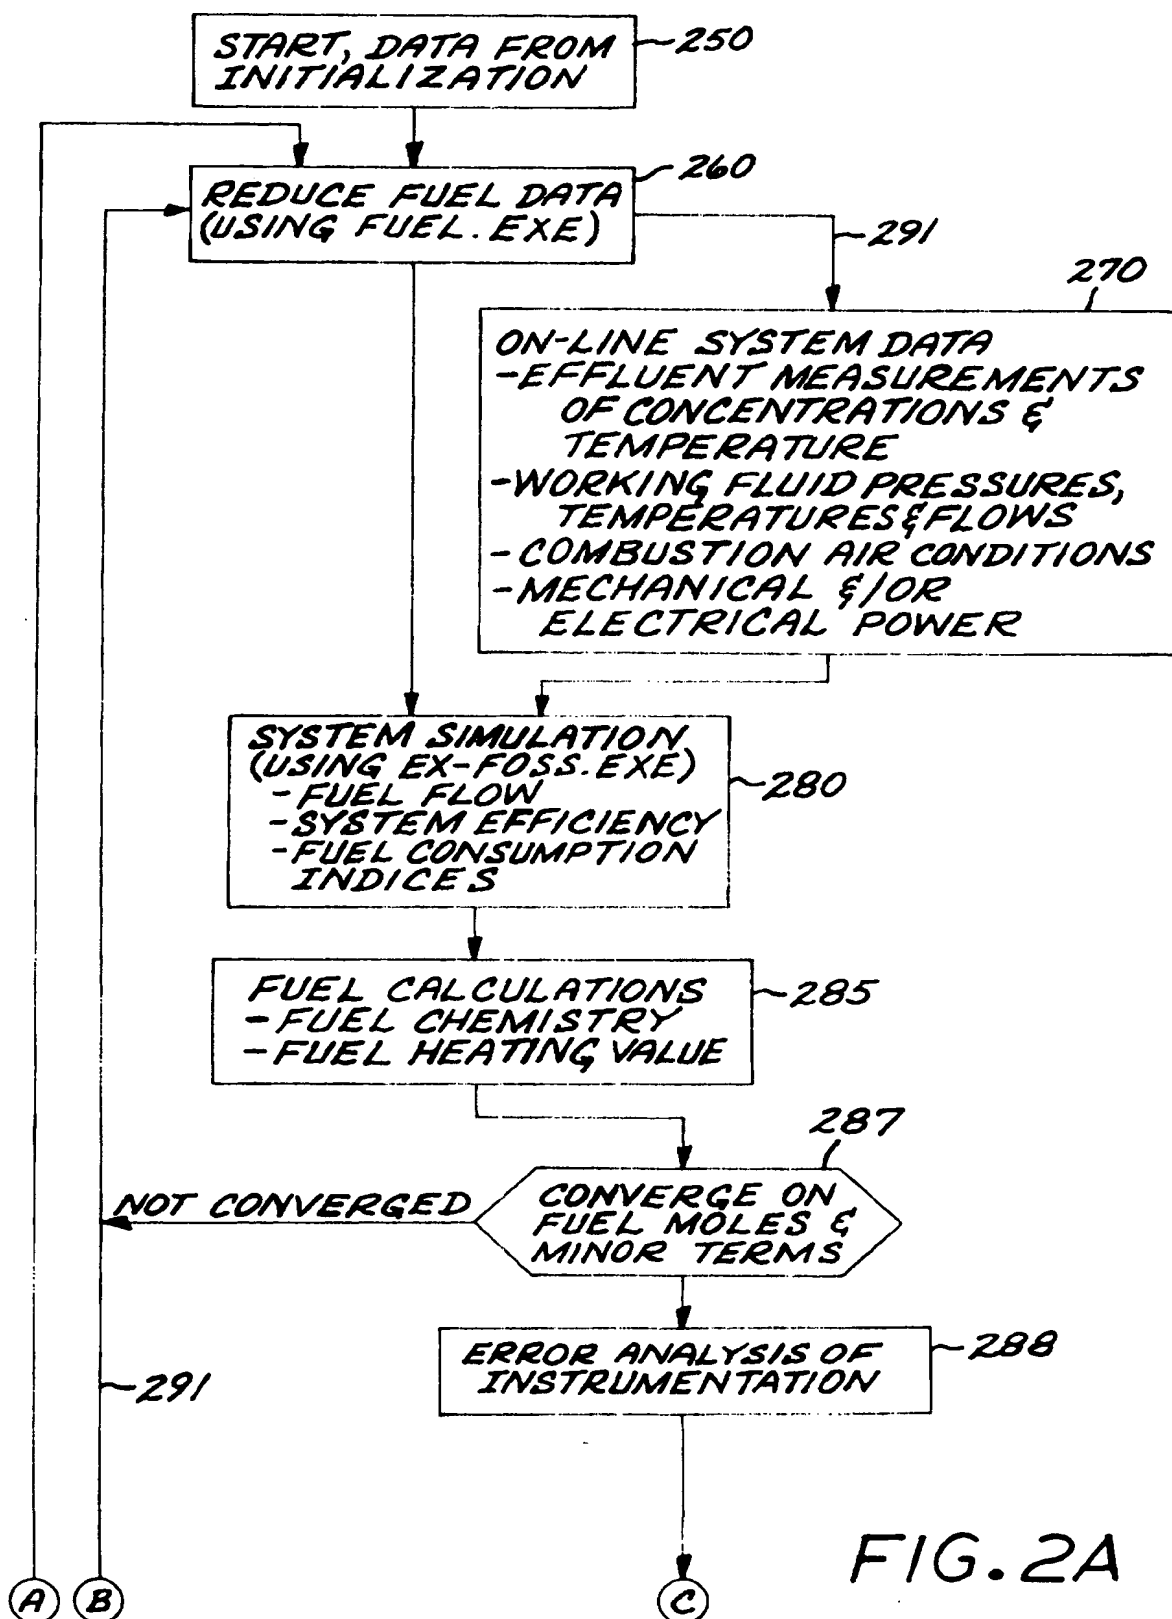 START, DATA FROM
INITIALIZATION
250
REDUCE FUEL DATA
(USING FUEL.EXE)
260
291
270
ON-LINE SYSTEM DATA
-EFFLUENT MEASUREMENTS
OF CONCENTRATIONS &
TEMPERATURE
-WORKING FLUID PRESSURES,
TEMPERATURES & FLOWS
-COMBUSTION AIR CONDITIONS
-MECHANICAL &/OR
ELECTRICAL POWER
SYSTEM SIMULATION
(USING EX-FOSS.EXE)
-FUEL FLOW
-SYSTEM EFFICIENCY
-FUEL CONSUMPTION
INDICES
280
FUEL CALCULATIONS
-FUEL CHEMISTRY
-FUEL HEATING VALUE
285
287
NOT CONVERGED
CONVERGE ON
FUEL MOLES &
MINOR TERMS
ERROR ANALYSIS OF
INSTRUMENTATION
288
291
A
B
C
FIG. 2A